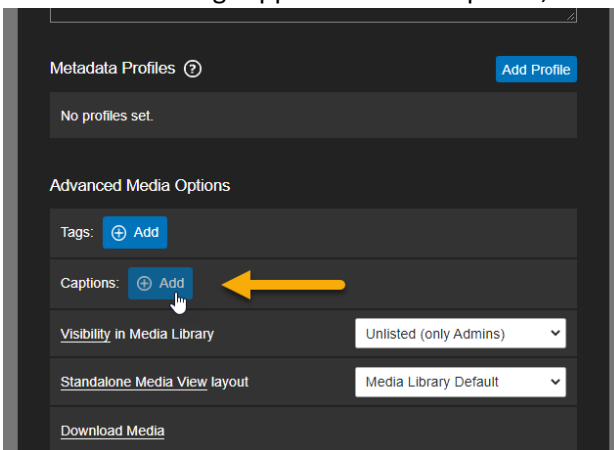 Metadata Profiles ?
Add Profile
No profiles set.
Advanced Media Options
Tags: Add
Captions: Add
Visibility in Media Library Unlisted (only Admins)
Standalone Media View layout Media Library Default
Download Media